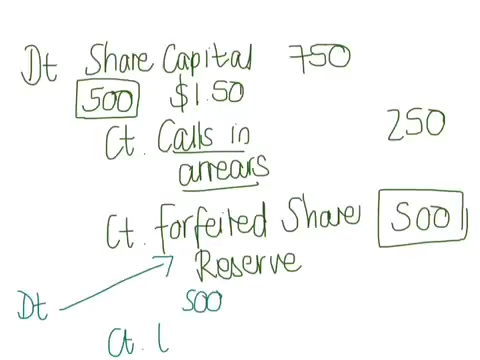 Dt Share Capital 750
500 $1.50
Ct. Calls in 250
arrears
Ct. Forfeited Share 500
Reserve
Dt 500
Ct. L